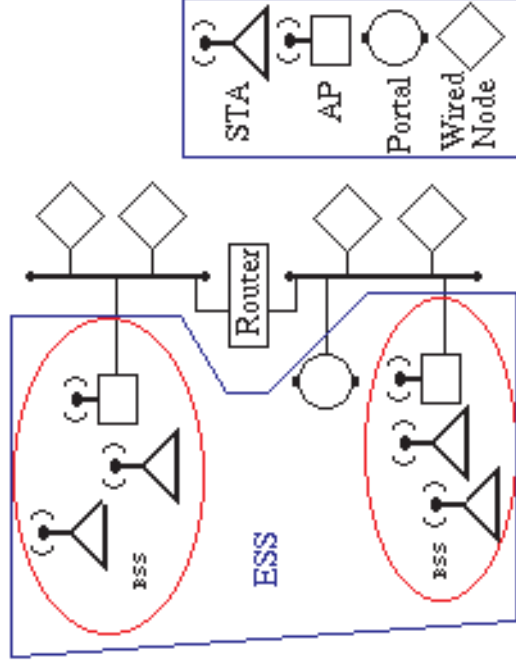 BSS
ESS
BSS
Router
STA
AP
Portal
Wired
Node